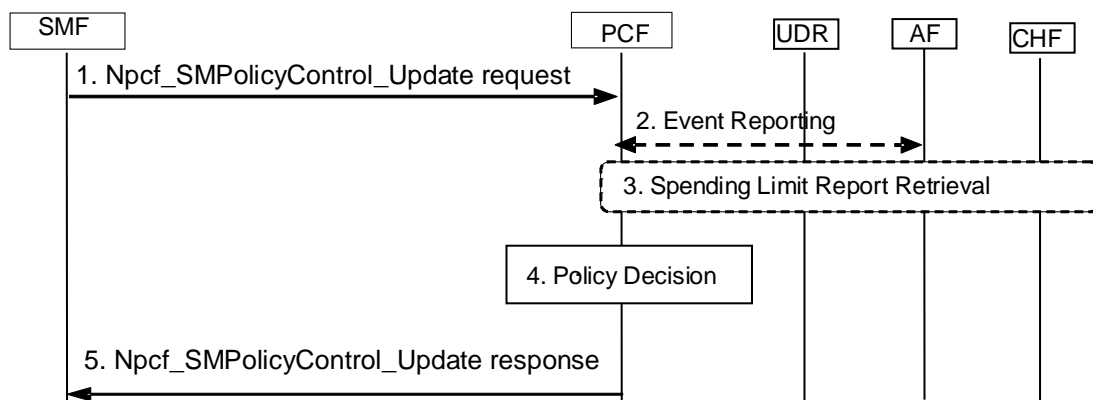 SMF
PCF
UDR
AF
CHF
1. Npcf_SMPolicyControl_Update request
2. Event Reporting
3. Spending Limit Report Retrieval
4. Policy Decision
5. Npcf_SMPolicyControl_Update response